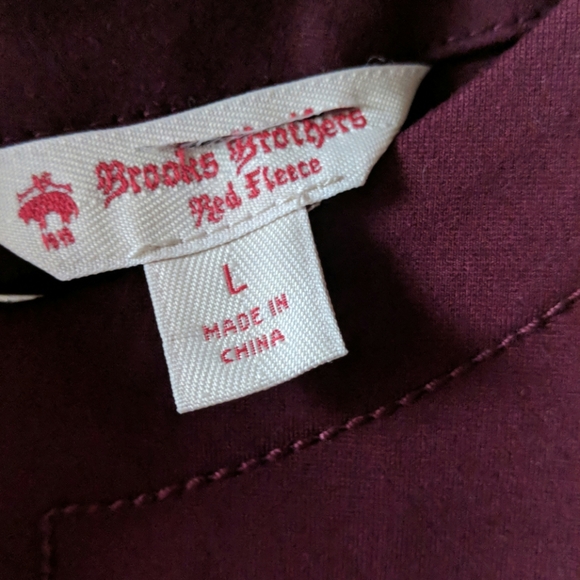 Brooks Brothers
Red Fleece
L
MADE IN
CHINA